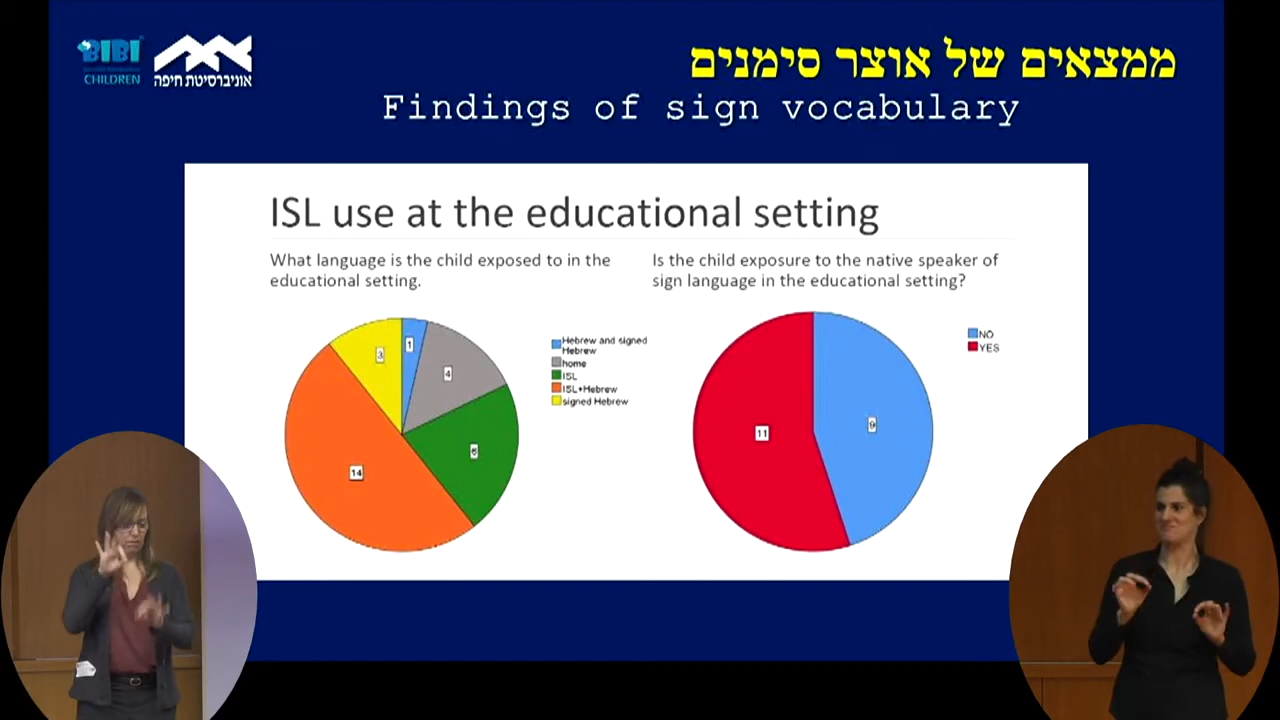 BIBI
CHILDREN
אוניברסיטת חיפה
ממצאים של אוצר סימנים
Findings of sign vocabulary
ISL use at the educational setting
What language is the child exposed to in the
educational setting.
1
3
4
6
14
Hebrew and signed
Hebrew
home
ISL
ISL+Hebrew
signed Hebrew
Is the child exposure to the native speaker of
sign language in the educational setting?
11
9
NO
YES